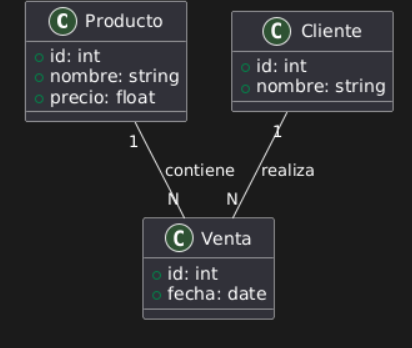 C Producto
id: int
nombre: string
precio: float
C Cliente
id: int
nombre: string
1
1
contiene
realiza
N
N
C Venta
id: int
fecha: date